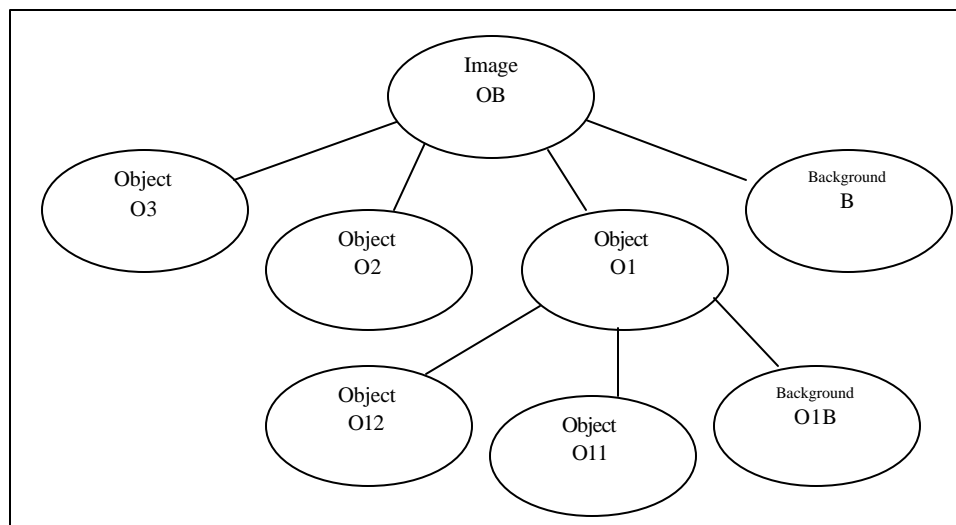 Image
OB
Object
O3
Background
B
Object
O2
Object
O1
Object
O12
Background
O1B
Object
O11